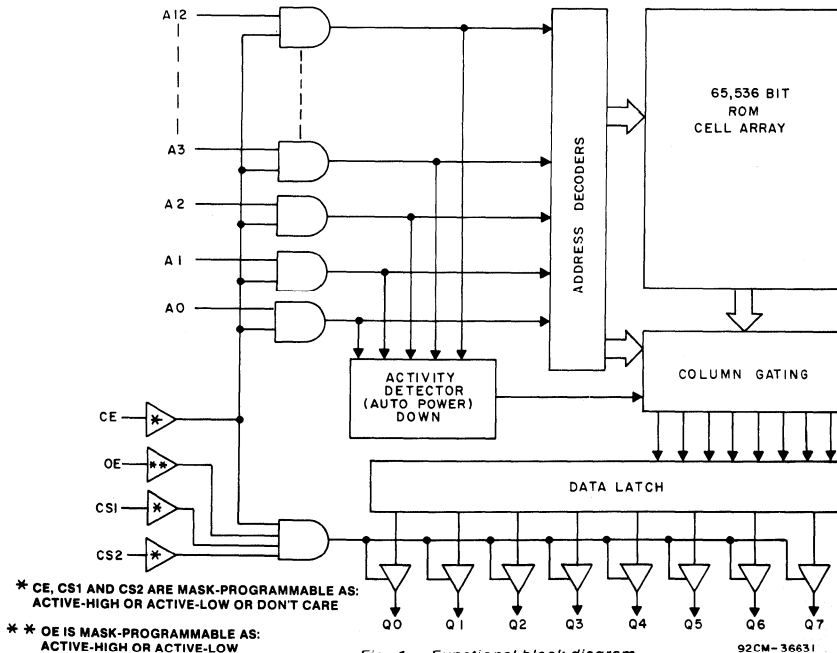 A12
A3
A2
A1
A0
ADDRESS DECODERS
65,536 BIT
ROM
CELL ARRAY
ACTIVITY
DETECTOR
(AUTO POWER)
DOWN
COLUMN GATING
CE *
OE **
CS1 *
CS2 *
DATA LATCH
Q0 Q1 Q2 Q3 Q4 Q5 Q6 Q7
* CE, CS1 AND CS2 ARE MASK-PROGRAMMABLE AS:
ACTIVE-HIGH OR ACTIVE-LOW OR DON'T CARE
* * OE IS MASK-PROGRAMMABLE AS:
ACTIVE-HIGH OR ACTIVE-LOW
Functional block diagram
92CM-36631